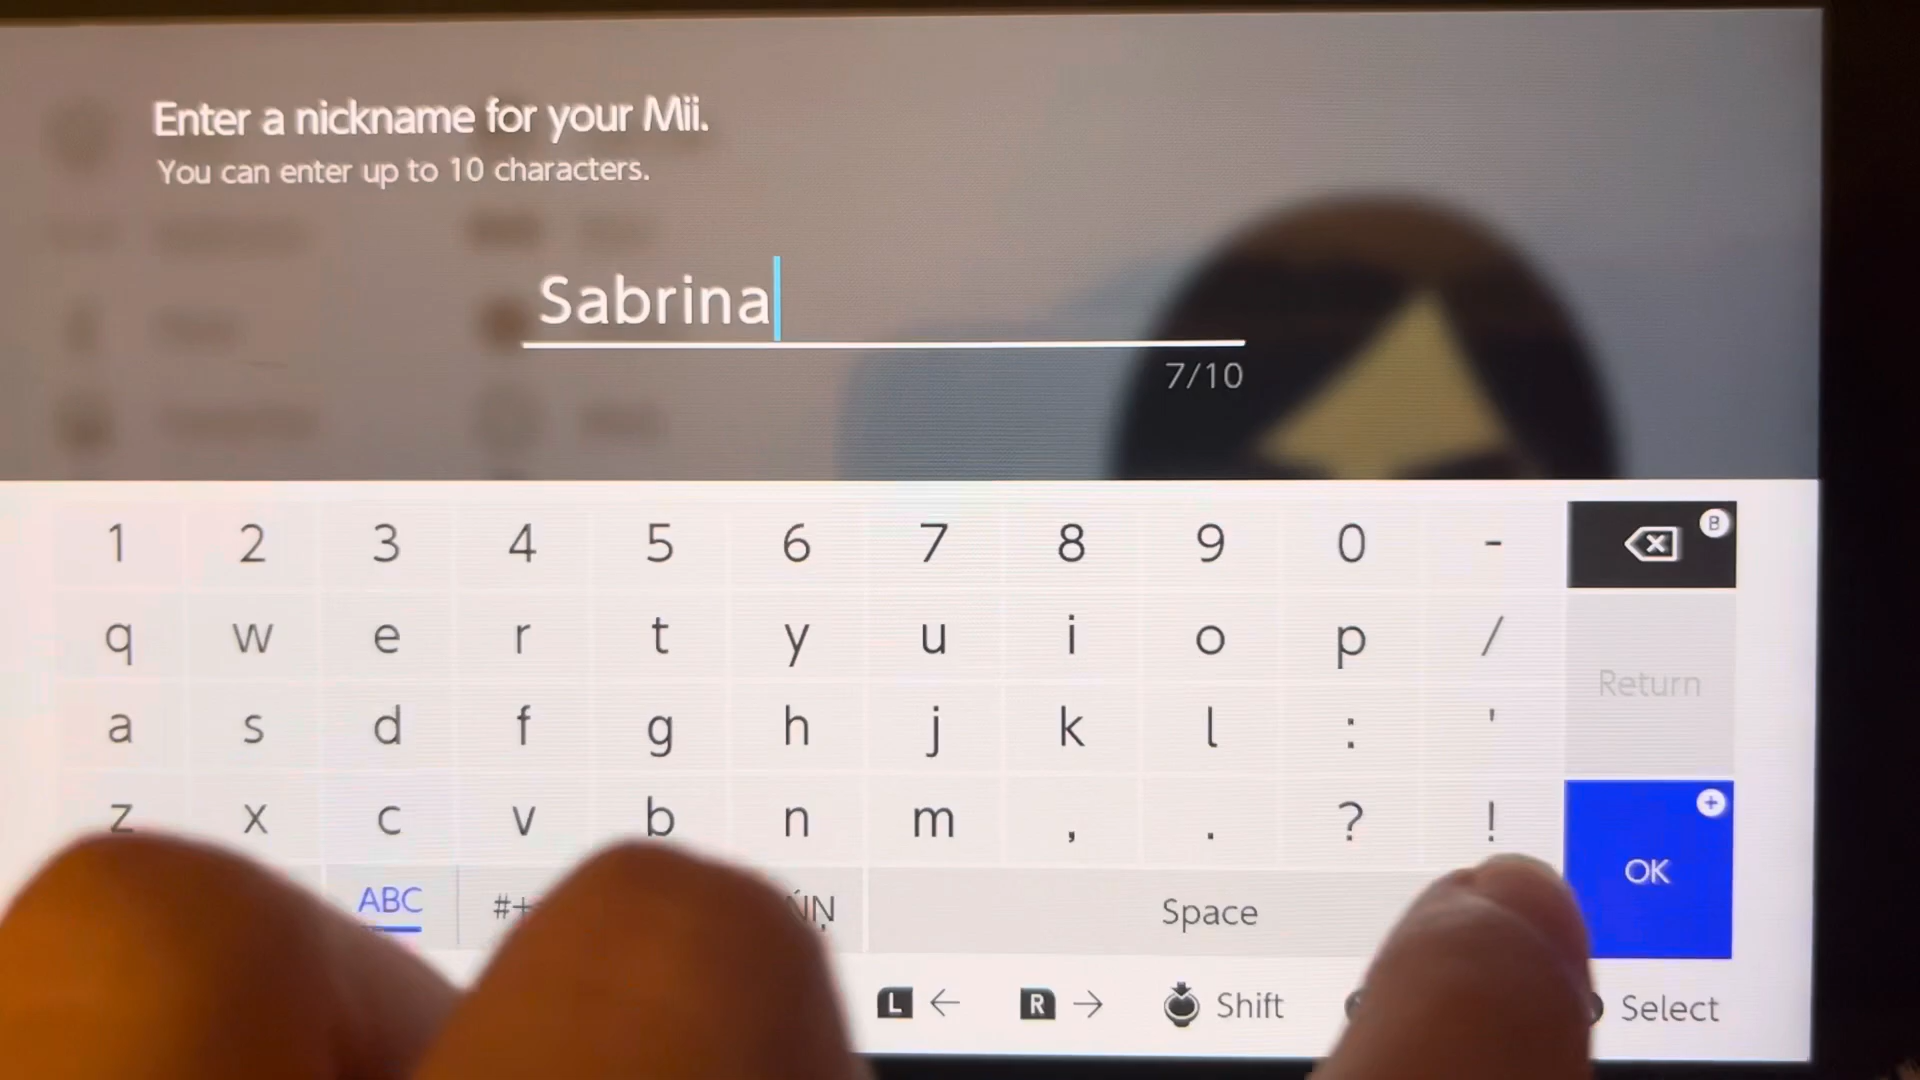 Enter a nickname for your Mii.
You can enter up to 10 characters.
Sabrina
7/10
1 2 3 4 5 6 7 8 9 0 - B
q w e r t y u i o p /
Return
a s d f g h j k l : '
z x c v b n m , . ? ! +
OK
ABC #+ Space
L ← R → Shift Select